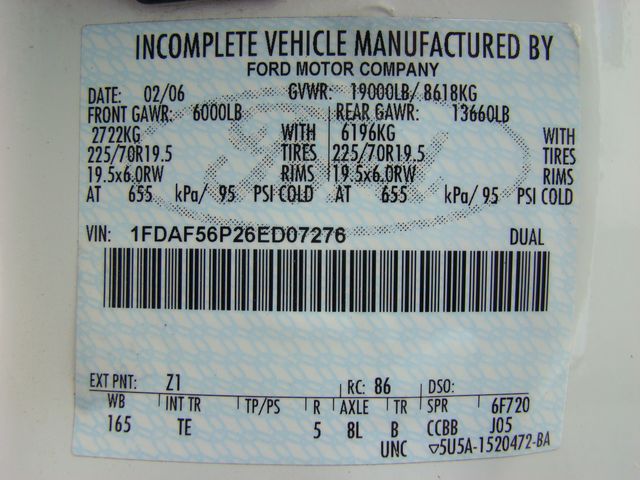 INCOMPLETE VEHICLE MANUFACTURED BY
FORD MOTOR COMPANY
DATE: 02/06 GVWR: 19000LB/ 8618KG
FRONT GAWR: 6000LB REAR GAWR: 13660LB
2722KG WITH 6196KG WITH
225/70R19.5 TIRES 225/70R19.5 TIRES
19.5x6.0RW RIMS 19.5x6.0RW RIMS
AT 655 kPa/ 95 PSI COLD AT 655 kPa/ 95 PSI COLD
VIN: 1FDAF56P26ED07276 DUAL
EXT PNT: Z1 RC: 86 DSO:
WB INT TR TP/PS R AXLE TR SPR 6F720
165 TE 5 8L B CCBB J05
UNC ▽5U5A-1520472-BA